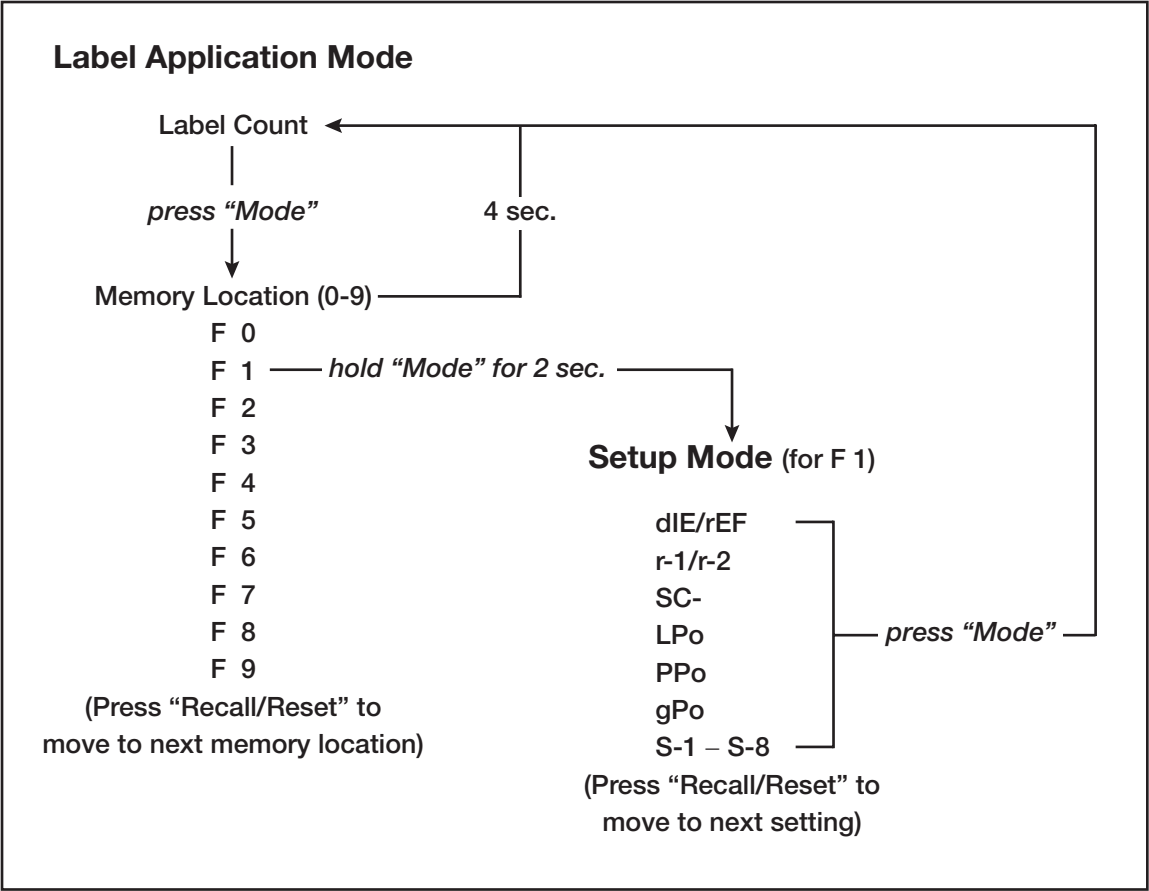 Label Application Mode
Label Count
press “Mode”
4 sec.
Memory Location (0-9)
F 0
F 1
hold “Mode” for 2 sec.
F 2
F 3
F 4
F 5
F 6
F 7
F 8
F 9
(Press “Recall/Reset” to
move to next memory location)
Setup Mode (for F 1)
dIE/rEF
r-1/r-2
SC-
LPo
PPo
gPo
S-1 – S-8
press “Mode”
(Press “Recall/Reset” to
move to next setting)